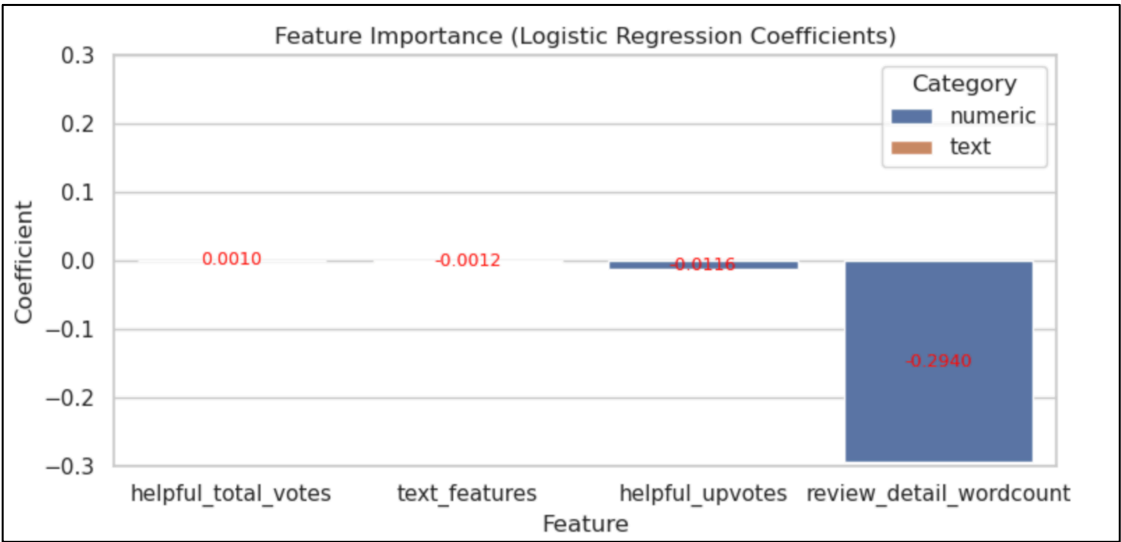 Feature Importance (Logistic Regression Coefficients)
Category
numeric
text
Coefficient
0.3
0.2
0.1
0.0
−0.1
−0.2
−0.3
0.0010
-0.0012
-0.0116
-0.2940
helpful_total_votes
text_features
helpful_upvotes
review_detail_wordcount
Feature